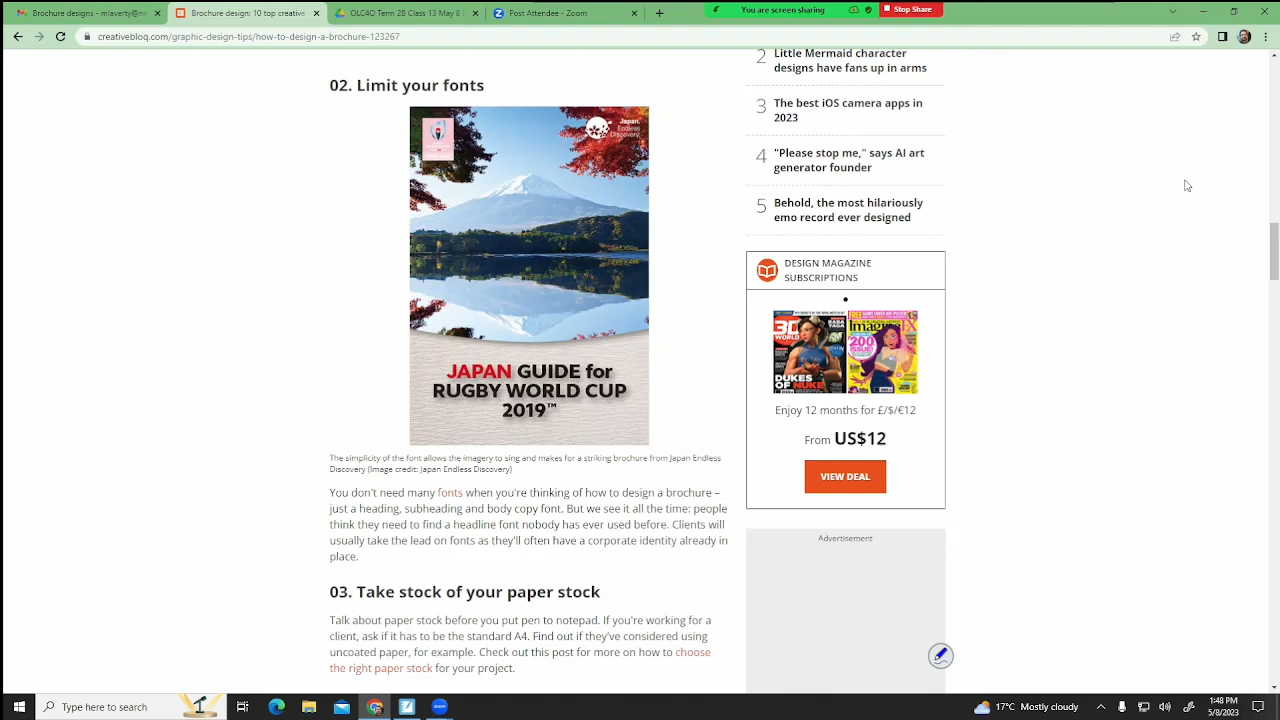 mlaverty@n
Brochure design: 10 top creative
OLC4O Term 2B Class 13 May 8
Post Attendee - Zoom
You are screen sharing
Stop Share
creativebloq.com/graphic-design-tips/how-to-design-a-brochure-123267
02. Limit your fonts
Japan.
Endless
Discovery.
JAPAN GUIDE for
RUGBY WORLD CUP
2019™
The simplicity of the font allows the imagery to sing and makes for a striking brochure from Japan Endless
Discovery (Image credit: Japan Endless Discovery)
You don't need many fonts when you're thinking of how to design a brochure –
just a heading, subheading and body copy font. But we see it all the time: people
think they need to find a headline font nobody has ever used before. Clients will
usually take the lead on fonts as they'll often have a corporate identity already in
place.
03. Take stock of your paper stock
Talk about paper stock before you put pen to notepad. If you're working for a
client, ask if it has to be the standard A4. Find out if they've considered using
uncoated paper, for example. Check out this post for more on how to choose
the right paper stock for your project.
2 Little Mermaid character
designs have fans up in arms
3 The best iOS camera apps in
2023
4 "Please stop me," says AI art
generator founder
5 Behold, the most hilariously
emo record ever designed
DESIGN MAGAZINE
SUBSCRIPTIONS
3D
WORLD
DUKES
OF NUKE
ImagineFX
200
ISSUE
Enjoy 12 months for £/$/€12
From US$12
VIEW DEAL
Advertisement
Type here to search
zoom
17°C Mostly cloudy
1:48 PM
5/8/2023